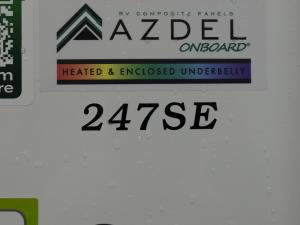 RV COMPOSITE PANELS
AZDEL
ONBOARD®
HEATED & ENCLOSED UNDERBELLY
247SE